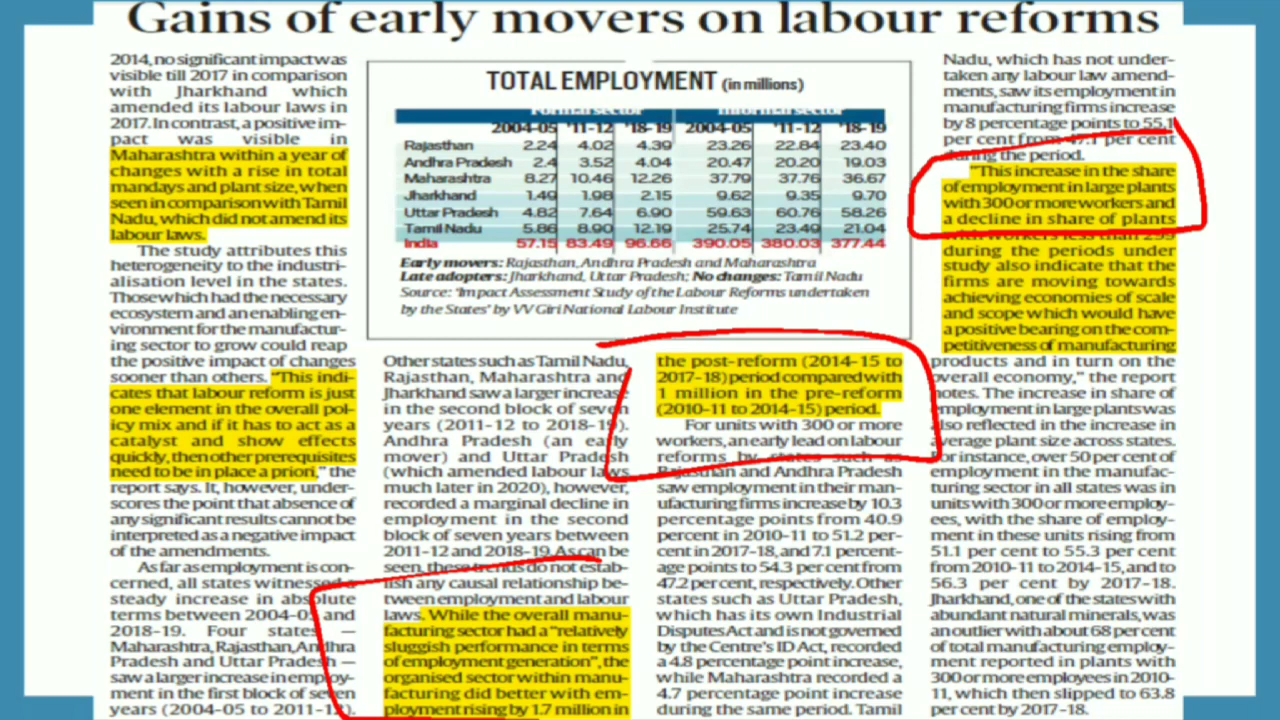 Gains of early movers on labour reforms
2014, no significant impact was
visible till 2017 in comparison
with Jharkhand which
amended its labour laws in
2017. In contrast, a positive im-
pact was visible in
Maharashtra within a year of
changes with a rise in total
mandays and plant size, when
seen in comparison with Tamil
Nadu, which did not amend its
labour laws.
The study attributes this
heterogeneity to the industri-
alisation level in the states.
Those which had the necessary
ecosystem and an enabling en-
vironment for the manufactur-
ing sector to grow could reap
the positive impact of changes
sooner than others. "This indi-
cates that labour reform is just
one element in the overall pol-
icy mix and if it has to act as a
catalyst and show effects
quickly, then other prerequisites
need to be in place a priori," the
report says. It, however, under-
scores the point that absence of
any significant results cannot be
interpreted as a negative impact
of the amendments.
As far as employment is con-
cerned, all states witnessed a
steady increase in absolute
terms between 2004-05 and
2018-19. Four states —
Maharashtra, Rajasthan, Andhra
Pradesh and Uttar Pradesh —
saw a larger increase in employ-
ment in the first block of seven
years (2004-05 to 2011-12).
TOTAL EMPLOYMENT (in millions)
Formal sector Informal sector
2004-05 '11-12 '18-19 2004-05 '11-12 '18-19
Rajasthan 2.24 4.02 4.39 23.26 22.84 23.40
Andhra Pradesh 2.4 3.52 4.04 20.47 20.20 19.03
Maharashtra 8.27 10.46 12.26 37.79 37.76 36.67
Jharkhand 1.49 1.98 2.15 9.62 9.35 9.70
Uttar Pradesh 4.82 7.64 6.90 59.63 60.76 58.26
Tamil Nadu 5.86 8.90 12.19 25.74 23.49 21.04
India 57.15 83.49 96.66 390.05 380.03 377.44
Early movers: Rajasthan, Andhra Pradesh and Maharashtra
Late adopters: Jharkhand, Uttar Pradesh; No changes: Tamil Nadu
Source: 'Impact Assessment Study of the Labour Reforms undertaken
by the States' by VV Giri National Labour Institute
Other states such as Tamil Nadu,
Rajasthan, Maharashtra and
Jharkhand saw a larger increase
in the second block of seven
years (2011-12 to 2018-19).
Andhra Pradesh (an early
mover) and Uttar Pradesh
(which amended labour laws
much later in 2020), however,
recorded a marginal decline in
employment in the second
block of seven years between
2011-12 and 2018-19. As can be
seen, these trends do not estab-
lish any causal relationship be-
tween employment and labour
laws. While the overall manu-
facturing sector had a "relatively
sluggish performance in terms
of employment generation", the
organised sector within manu-
facturing did better with em-
ployment rising by 1.7 million in
the post-reform (2014-15 to
2017-18) period compared with
1 million in the pre-reform
(2010-11 to 2014-15) period.
For units with 300 or more
workers, an early lead on labour
reforms by states such as
Rajasthan and Andhra Pradesh
saw employment in their man-
ufacturing firms increase by 10.3
percentage points from 40.9
percent in 2010-11 to 51.2 per-
cent in 2017-18, and 7.1 percent-
age points to 54.3 per cent from
47.2 per cent, respectively. Other
states such as Uttar Pradesh,
which has its own Industrial
Disputes Act and is not governed
by the Centre's ID Act, recorded
a 4.8 percentage point increase,
while Maharashtra recorded a
4.7 percentage point increase
during the same period. Tamil
Nadu, which has not under-
taken any labour law amend-
ments, saw its employment in
manufacturing firms increase
by 8 percentage points to 55.1
per cent from 47.1 per cent
during the period.
"This increase in the share
of employment in large plants
with 300 or more workers and
a decline in share of plants
with workers less than 299
during the periods under
study also indicate that the
firms are moving towards
achieving economies of scale
and scope which would have
a positive bearing on the com-
petitiveness of manufacturing
products and in turn on the
overall economy," the report
notes. The increase in share of
employment in large plants was
also reflected in the increase in
average plant size across states.
For instance, over 50 per cent of
employment in the manufac-
turing sector in all states was in
units with 300 or more employ-
ees, with the share of employ-
ment in these units rising from
51.1 per cent to 55.3 per cent
from 2010-11 to 2014-15, and to
56.3 per cent by 2017-18.
Jharkhand, one of the states with
abundant natural minerals, was
an outlier with about 68 per cent
of total manufacturing employ-
ment reported in plants with
300 or more employees in 2010-
11, which then slipped to 63.8
per cent by 2017-18.